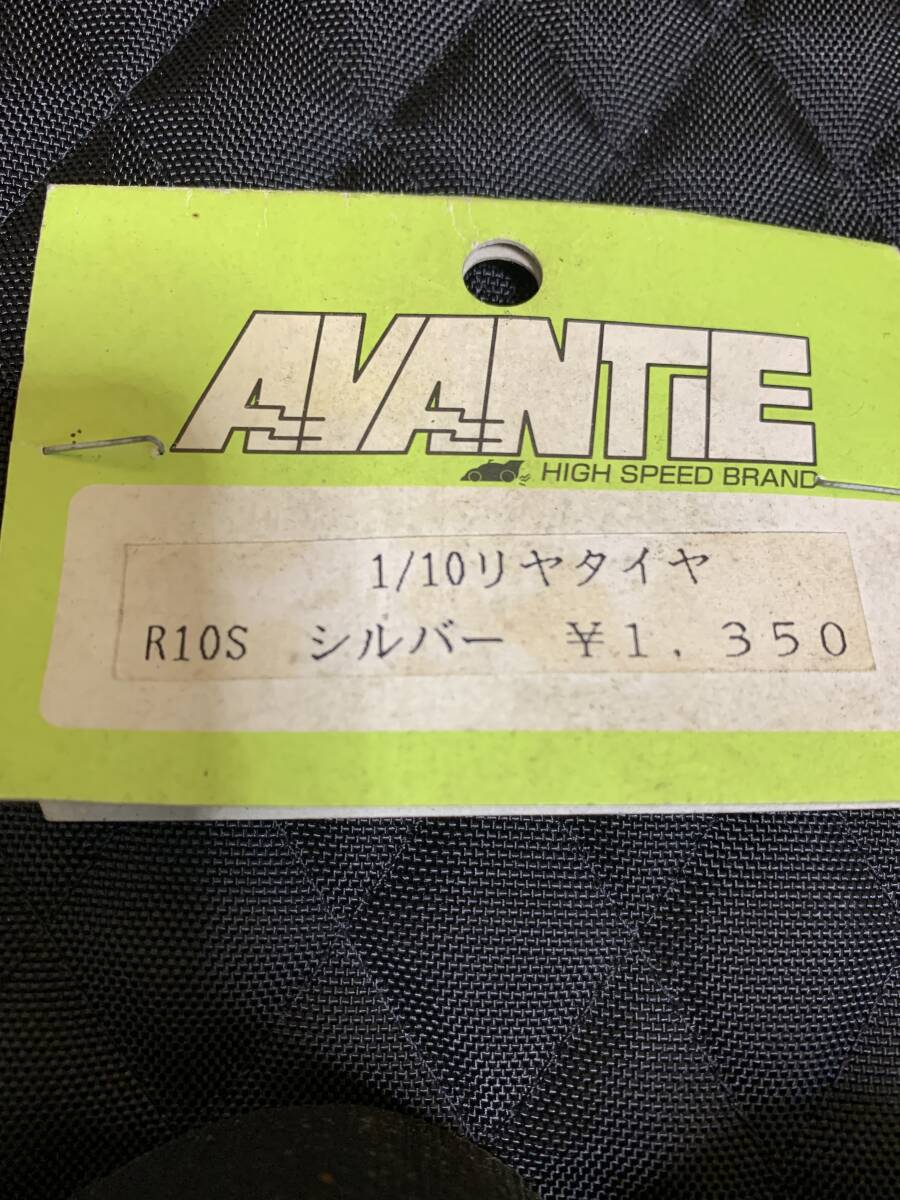 AVANTiE
HIGH SPEED BRAND
1/10リヤタイヤ
R10S シルバー ¥1,350